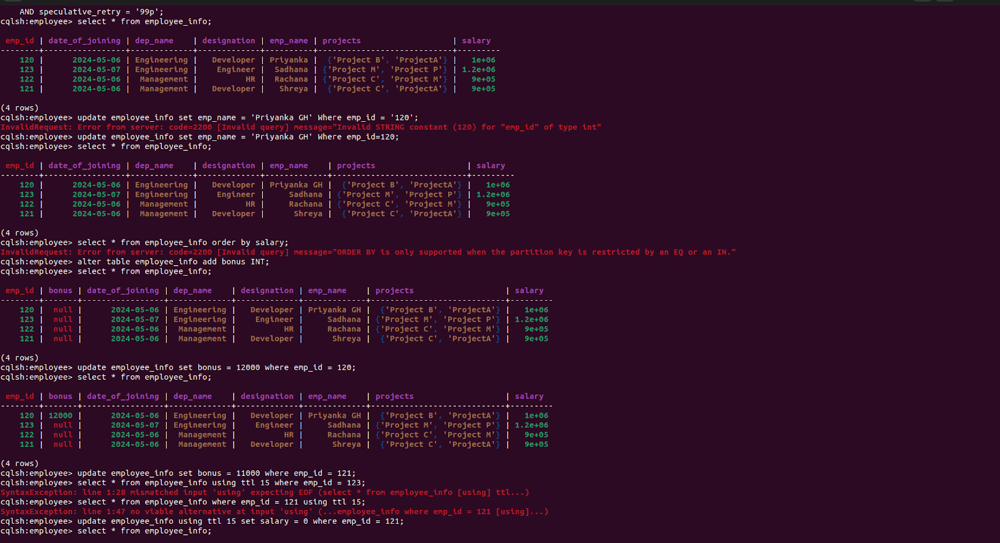 AND speculative_retry = '99p';
cqlsh:employee> select * from employee_info;

 emp_id | date_of_joining | dep_name    | designation | emp_name | projects                   | salary
--------+-----------------+-------------+-------------+----------+----------------------------+---------
    120 |      2024-05-06 | Engineering |   Developer | Priyanka |  {'Project B', 'ProjectA'} |   1e+06
    123 |      2024-05-07 | Engineering |    Engineer |  Sadhana | {'Project M', 'Project P'} | 1.2e+06
    122 |      2024-05-06 |  Management |          HR |  Rachana | {'Project C', 'Project M'} |   9e+05
    121 |      2024-05-06 |  Management |   Developer |   Shreya |  {'Project C', 'ProjectA'} |   9e+05

(4 rows)
cqlsh:employee> update employee_info set emp_name = 'Priyanka GH' Where emp_id = '120';
InvalidRequest: Error from server: code=2200 [Invalid query] message="Invalid STRING constant (120) for "emp_id" of type int"
cqlsh:employee> update employee_info set emp_name = 'Priyanka GH' Where emp_id=120;
cqlsh:employee> select * from employee_info;

 emp_id | date_of_joining | dep_name    | designation | emp_name    | projects                   | salary
--------+-----------------+-------------+-------------+-------------+----------------------------+---------
    120 |      2024-05-06 | Engineering |   Developer | Priyanka GH |  {'Project B', 'ProjectA'} |   1e+06
    123 |      2024-05-07 | Engineering |    Engineer |     Sadhana | {'Project M', 'Project P'} | 1.2e+06
    122 |      2024-05-06 |  Management |          HR |     Rachana | {'Project C', 'Project M'} |   9e+05
    121 |      2024-05-06 |  Management |   Developer |      Shreya |  {'Project C', 'ProjectA'} |   9e+05

(4 rows)
cqlsh:employee> select * from employee_info order by salary;
InvalidRequest: Error from server: code=2200 [Invalid query] message="ORDER BY is only supported when the partition key is restricted by an EQ or an IN."
cqlsh:employee> alter table employee_info add bonus INT;
cqlsh:employee> select * from employee_info;

 emp_id | bonus | date_of_joining | dep_name    | designation | emp_name    | projects                   | salary
--------+-------+-----------------+-------------+-------------+-------------+----------------------------+---------
    120 |  null |      2024-05-06 | Engineering |   Developer | Priyanka GH |  {'Project B', 'ProjectA'} |   1e+06
    123 |  null |      2024-05-07 | Engineering |    Engineer |     Sadhana | {'Project M', 'Project P'} | 1.2e+06
    122 |  null |      2024-05-06 |  Management |          HR |     Rachana | {'Project C', 'Project M'} |   9e+05
    121 |  null |      2024-05-06 |  Management |   Developer |      Shreya |  {'Project C', 'ProjectA'} |   9e+05

(4 rows)
cqlsh:employee> update employee_info set bonus = 12000 where emp_id = 120;
cqlsh:employee> select * from employee_info;

 emp_id | bonus | date_of_joining | dep_name    | designation | emp_name    | projects                   | salary
--------+-------+-----------------+-------------+-------------+-------------+----------------------------+---------
    120 | 12000 |      2024-05-06 | Engineering |   Developer | Priyanka GH |  {'Project B', 'ProjectA'} |   1e+06
    123 |  null |      2024-05-07 | Engineering |    Engineer |     Sadhana | {'Project M', 'Project P'} | 1.2e+06
    122 |  null |      2024-05-06 |  Management |          HR |     Rachana | {'Project C', 'Project M'} |   9e+05
    121 |  null |      2024-05-06 |  Management |   Developer |      Shreya |  {'Project C', 'ProjectA'} |   9e+05

(4 rows)
cqlsh:employee> update employee_info set bonus = 11000 where emp_id = 121;
cqlsh:employee> select * from employee_info using ttl 15 where emp_id = 123;
SyntaxException: line 1:28 mismatched input 'using' expecting EOF (select * from employee_info [using] ttl...)
cqlsh:employee> select * from employee_info where emp_id = 121 using ttl 15;
SyntaxException: line 1:47 no viable alternative at input 'using' (...employee_info where emp_id = 121 [using]...)
cqlsh:employee> update employee_info using ttl 15 set salary = 0 where emp_id = 121;
cqlsh:employee> select * from employee_info;